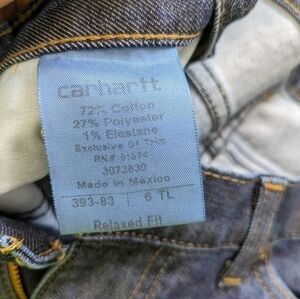 carhartt
72% Cotton
27% Polyester
1% Elastane
Exclusive of Trim
RN# 51374
3073830
Made in Mexico
393-83 | 6 TL
Relaxed Fit